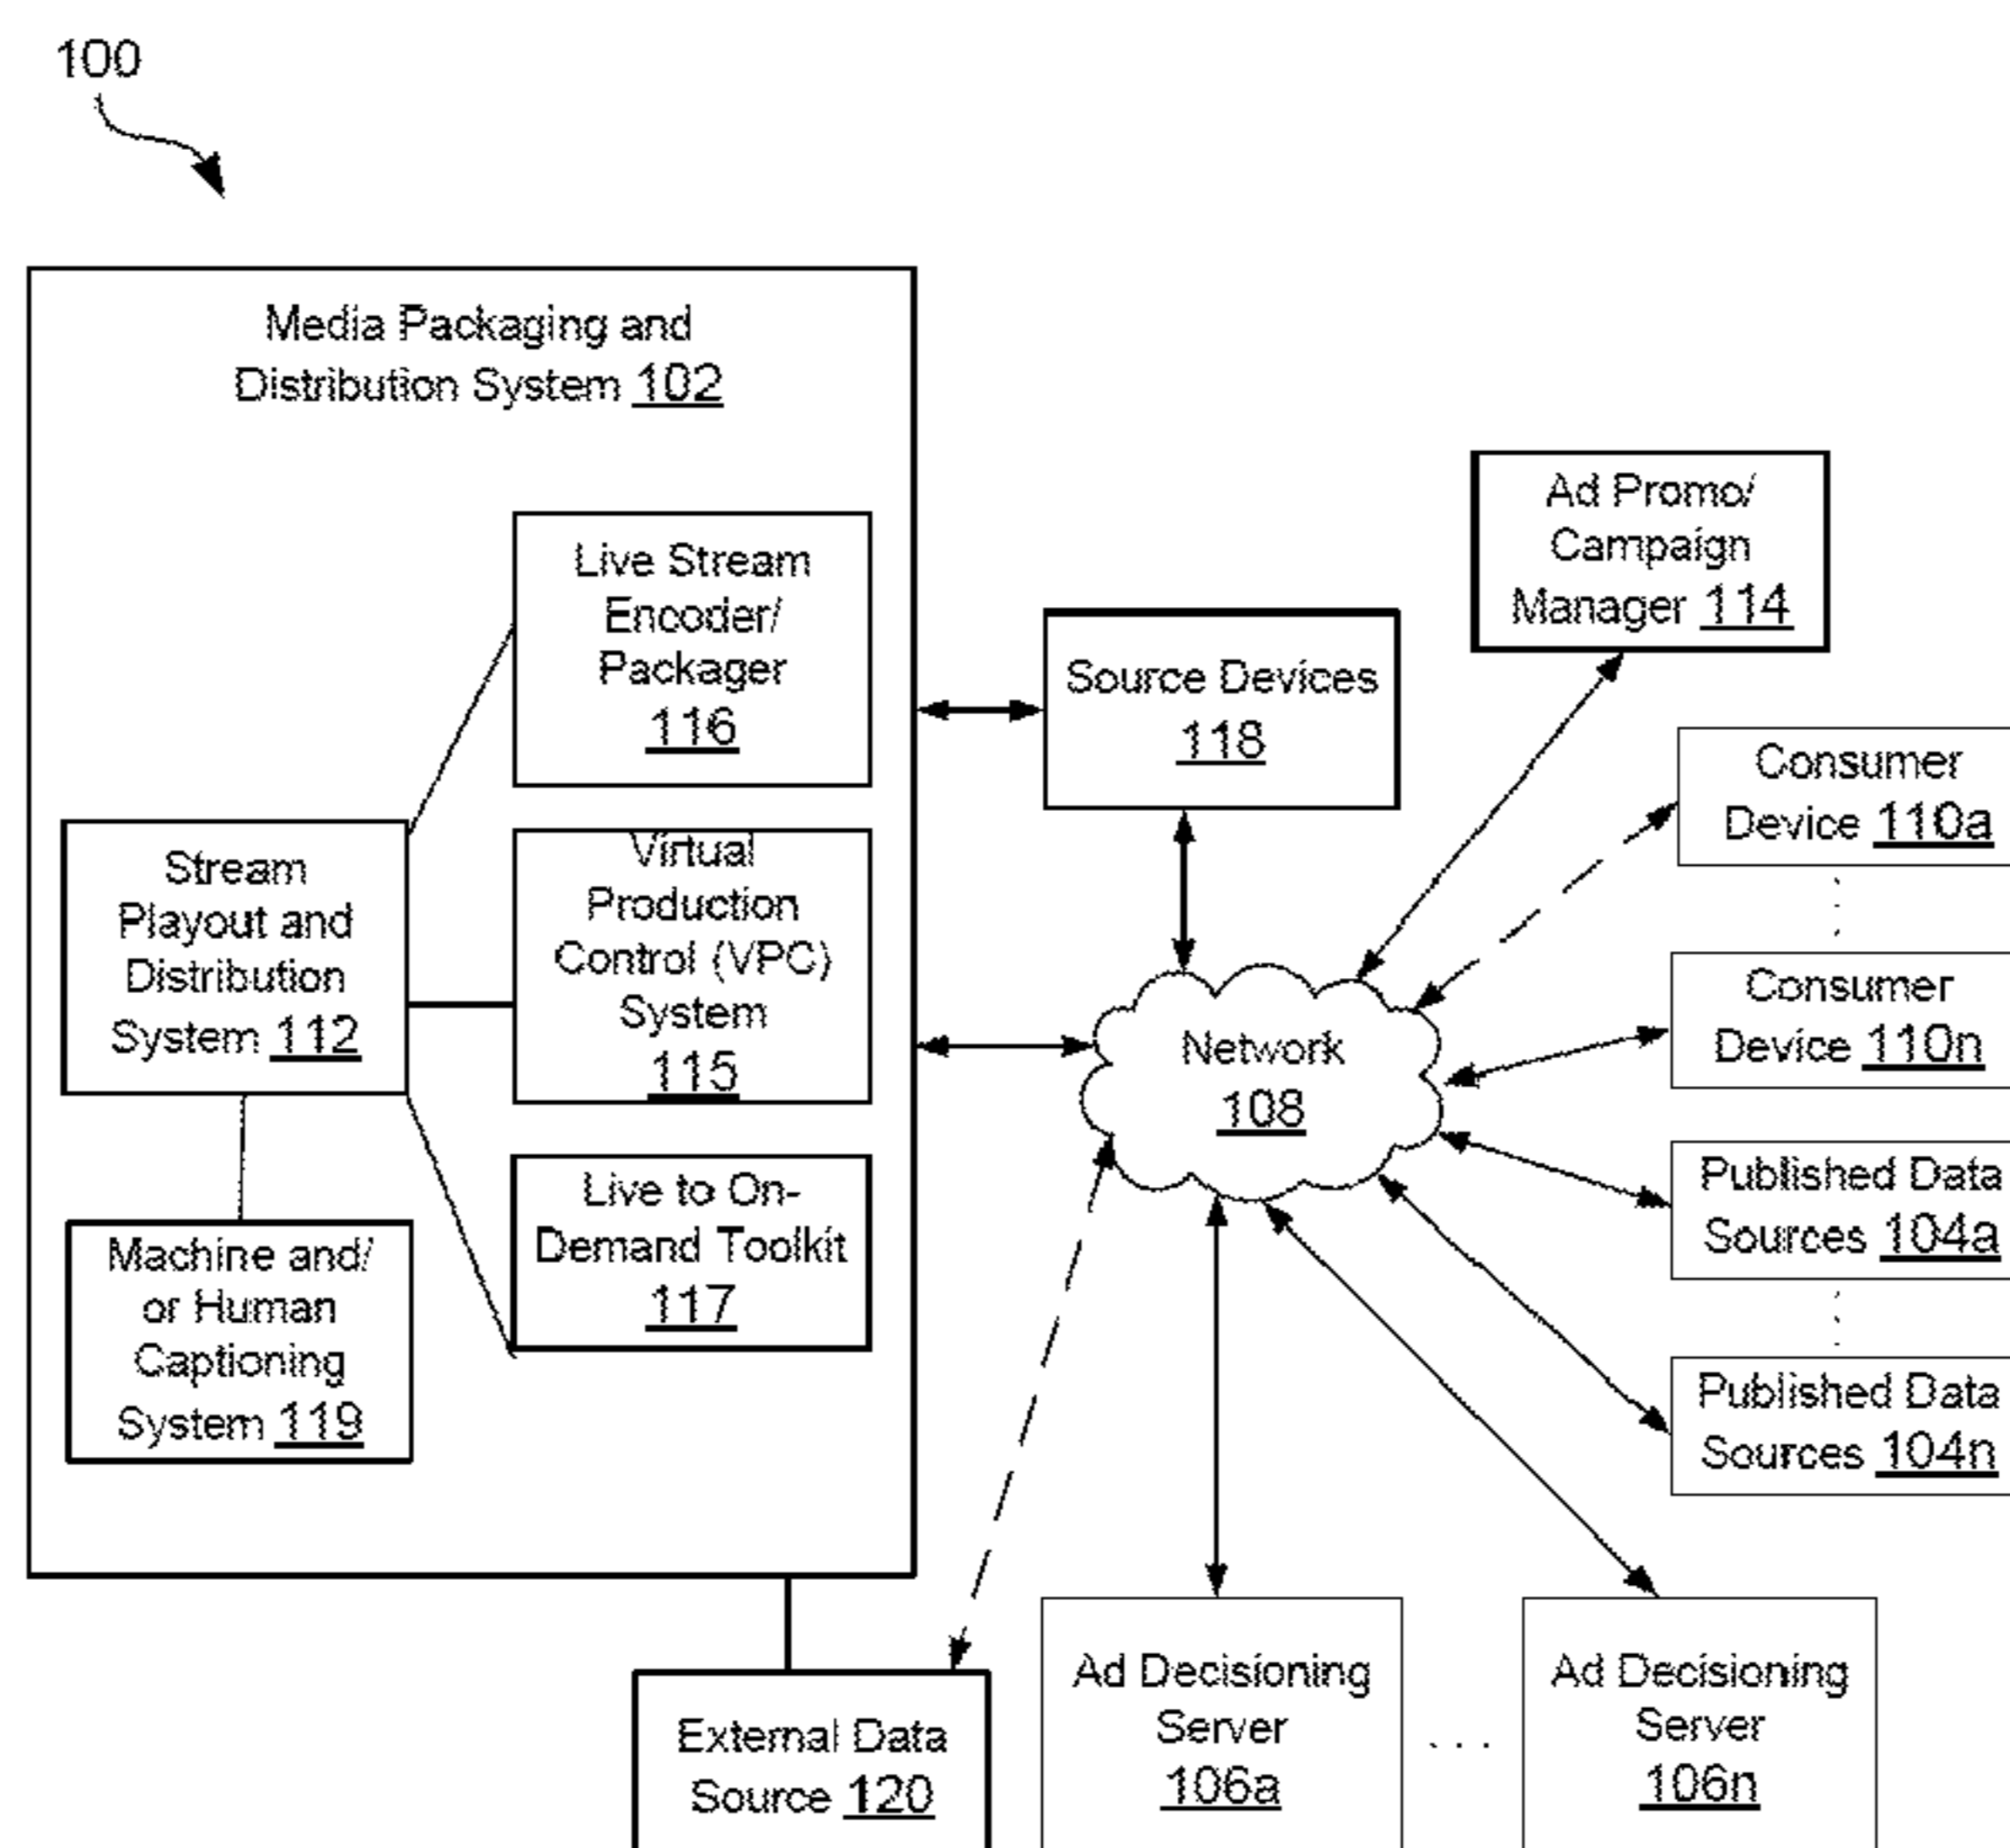 100
Media Packaging and
Distribution System 102
Live Stream
Encoder/
Packager
116
Stream
Playout and
Distribution
System 112
Virtual
Production
Control (VPC)
System
115
Machine and/
or Human
Captioning
System 119
Live to On-
Demand Toolkit
117
Source Devices
118
Ad Promo/
Campaign
Manager 114
Network
108
Consumer
Device 110a
Consumer
Device 110n
Published Data
Sources 104a
Published Data
Sources 104n
External Data
Source 120
Ad Decisioning
Server
106a
. . .
Ad Decisioning
Server
106n